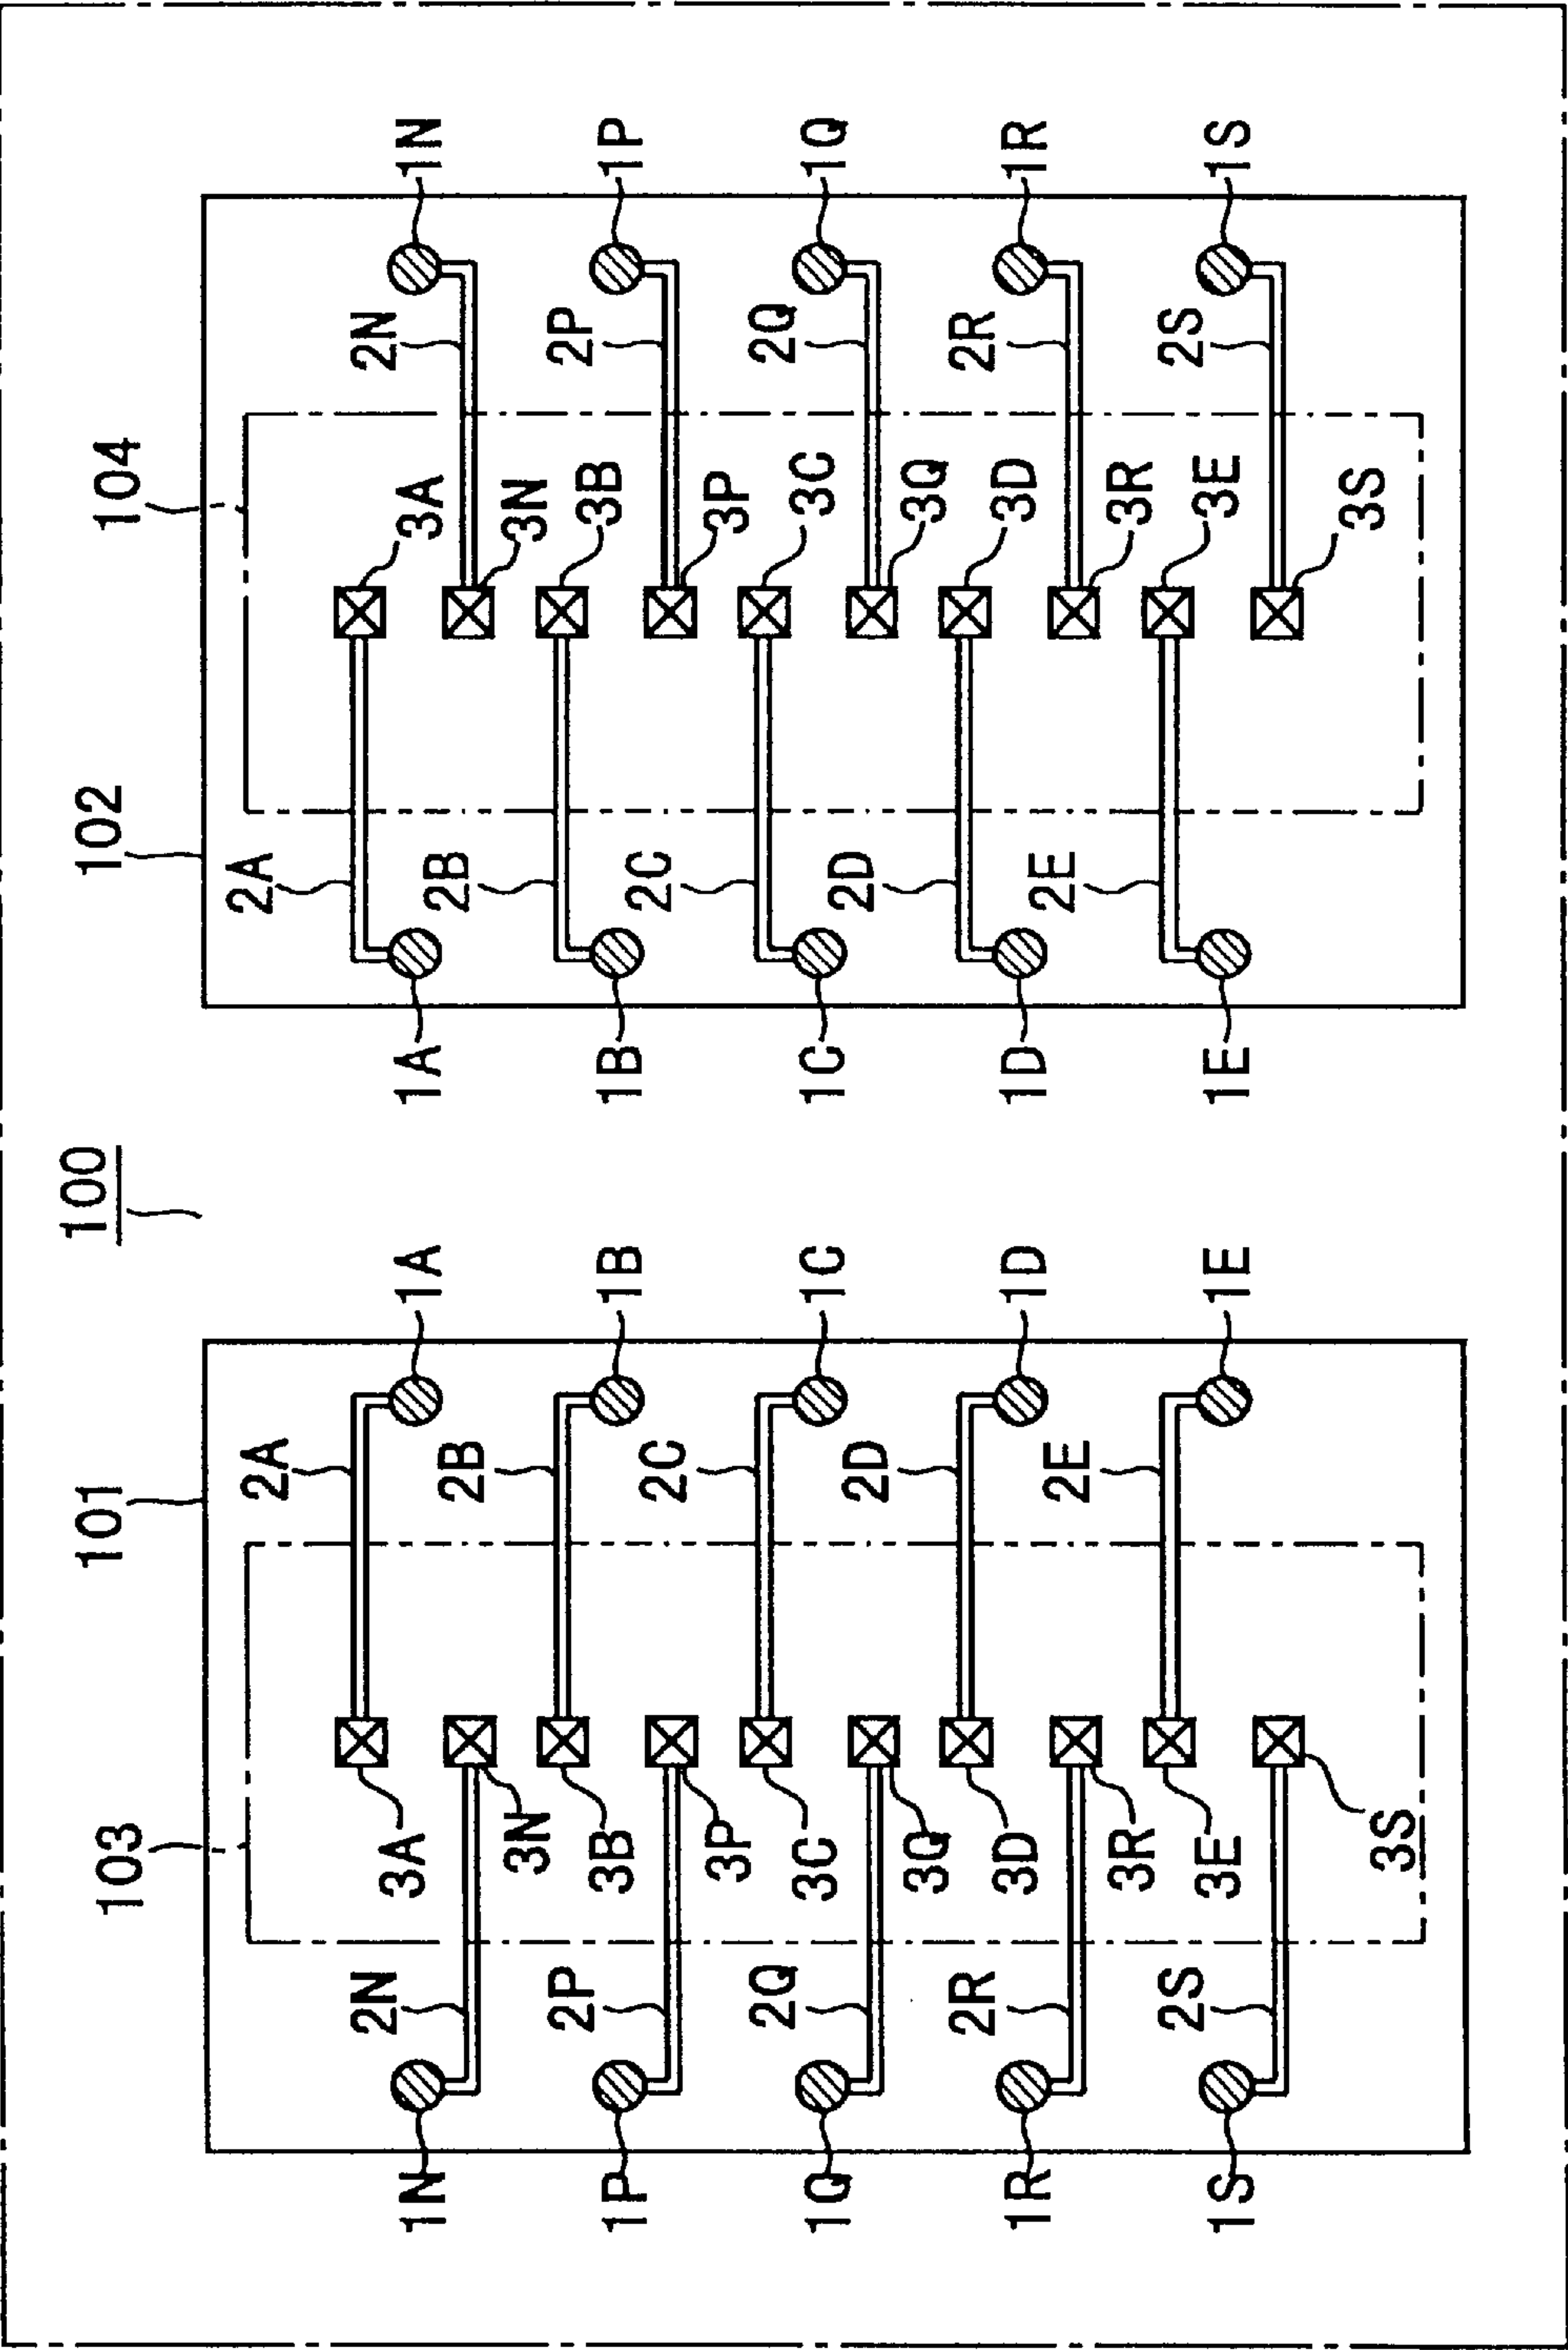 100
103
101
102
104
2A
2A
2N
3A
3A
2N
1N
1A
1A
1N
2B
2B
3N
3N
2P
3B
3B
2P
1P
1B
1B
1P
2C
2C
3P
3P
2Q
3C
3C
2Q
1Q
1C
1C
1Q
2D
2D
3Q
3Q
2R
3D
3D
2R
1R
1D
1D
1R
2E
2E
3R
3R
2S
3E
3E
2S
1S
1E
1E
1S
3S
3S